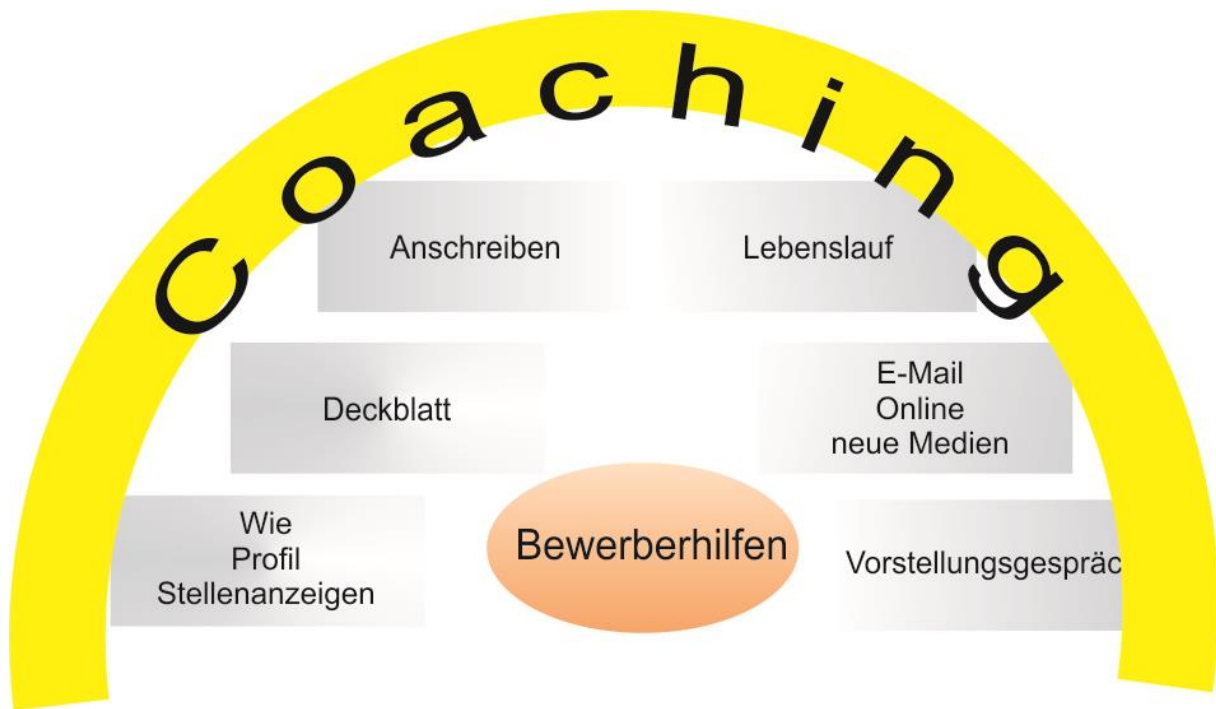 Coaching
Anschreiben
Lebenslauf
Deckblatt
E-Mail
Online
neue Medien
Wie
Profil
Stellenanzeigen
Bewerberhilfen
Vorstellungsgespräc